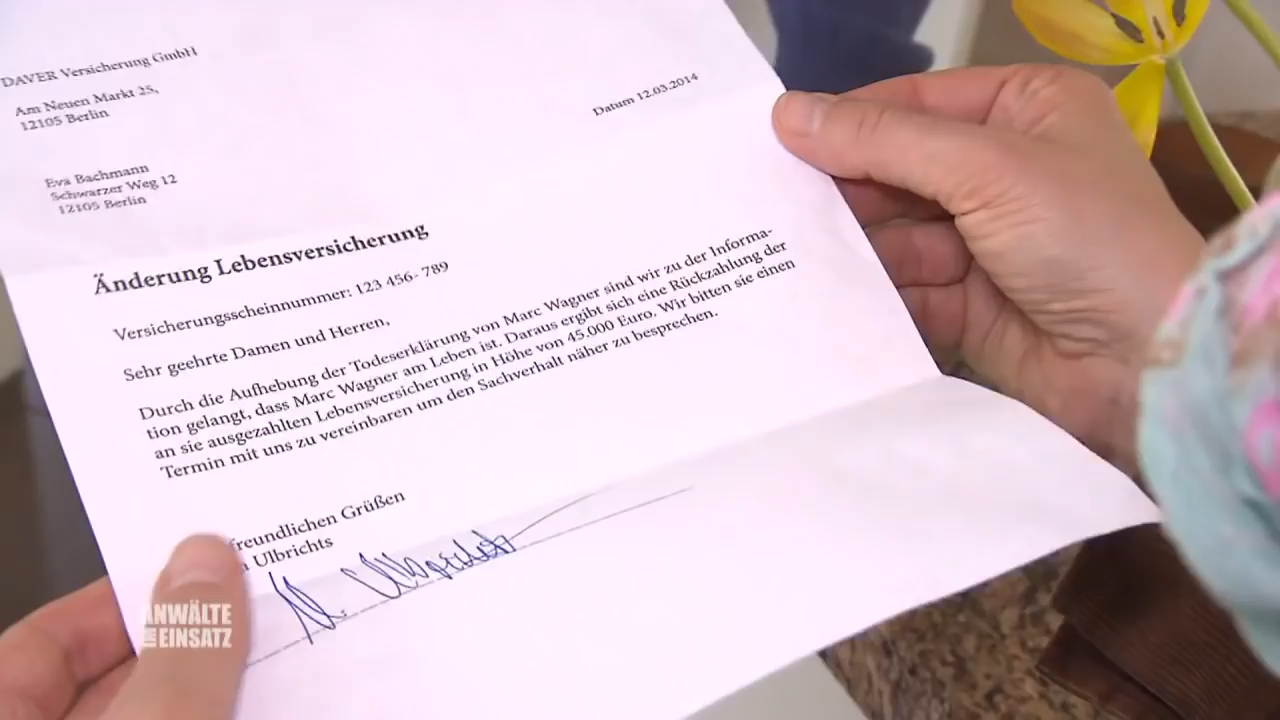 DAVER Versicherung GmbH
Am Neuen Markt 25,
12105 Berlin
Datum 12.03.2014
Eva Bachmann
Schwarzer Weg 12
12105 Berlin
Änderung Lebensversicherung
Versicherungsscheinnummer: 123 456- 789
Sehr geehrte Damen und Herren,
Durch die Aufhebung der Todeserklärung von Marc Wagner sind wir zu der Informa-
tion gelangt, dass Marc Wagner am Leben ist. Daraus ergibt sich eine Rückzahlung der
an sie ausgezahlten Lebensversicherung in Höhe von 45.000 Euro. Wir bitten sie einen
Termin mit uns zu vereinbaren um den Sachverhalt näher zu besprechen.
freundlichen Grüßen
Ulbrichts
ANWÄLTE
IM EINSATZ